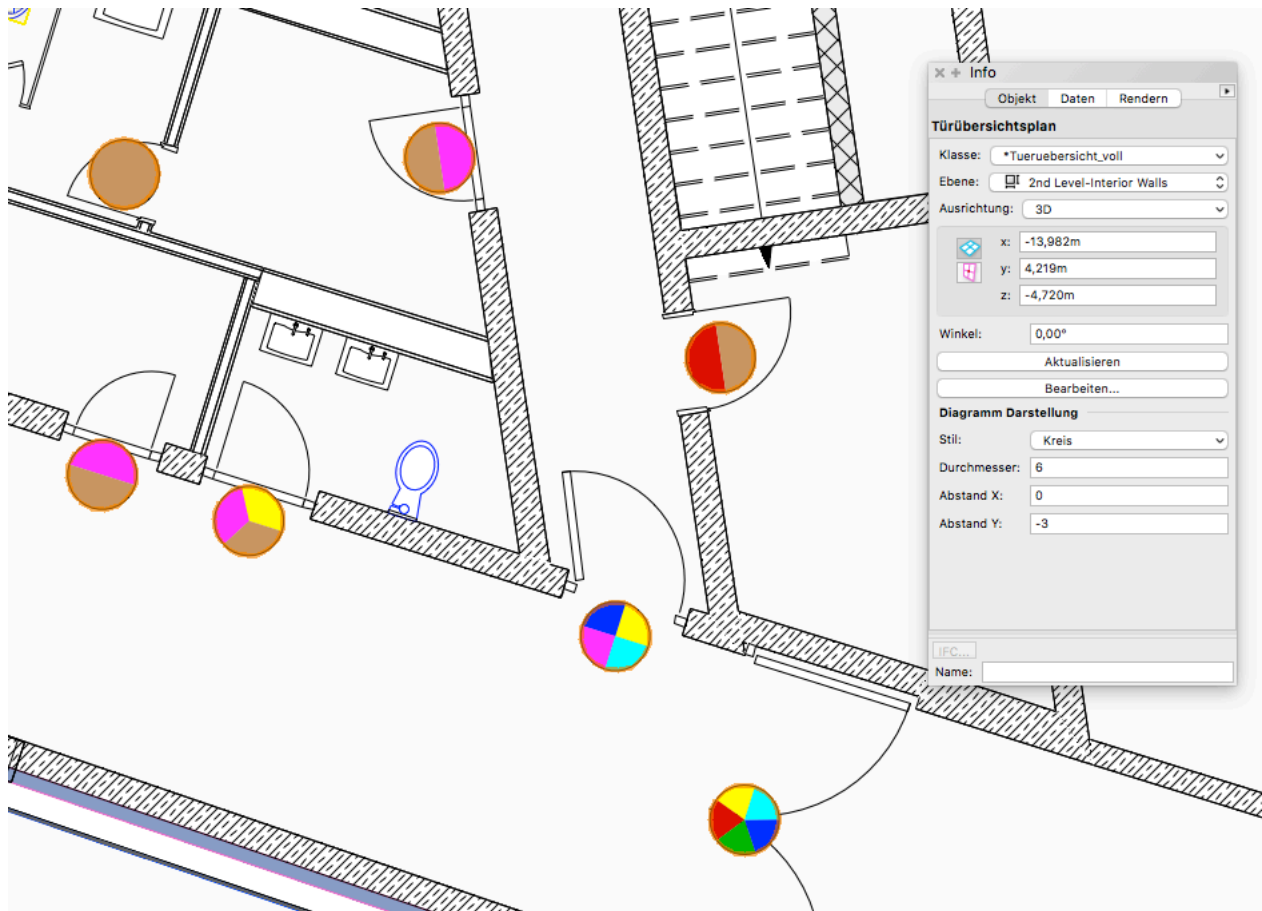 Info
Objekt Daten Rendern
Türübersichtsplan
Klasse: *Tueruebersicht_voll
Ebene: 2nd Level-Interior Walls
Ausrichtung: 3D
x: -13,982m
y: 4,219m
z: -4,720m
Winkel: 0,00°
Aktualisieren
Bearbeiten...
Diagramm Darstellung
Stil: Kreis
Durchmesser: 6
Abstand X: 0
Abstand Y: -3
IFC...
Name: